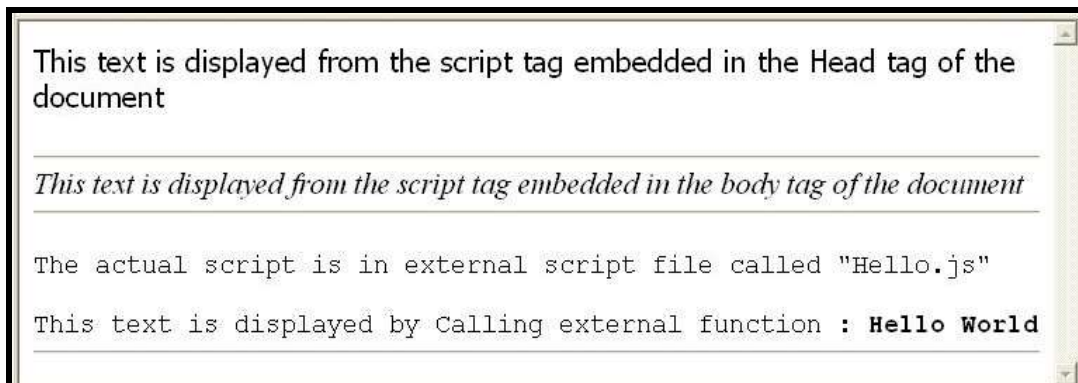 This text is displayed from the script tag embedded in the Head tag of the
document
This text is displayed from the script tag embedded in the body tag of the document
The actual script is in external script file called "Hello.js"
This text is displayed by Calling external function : Hello World